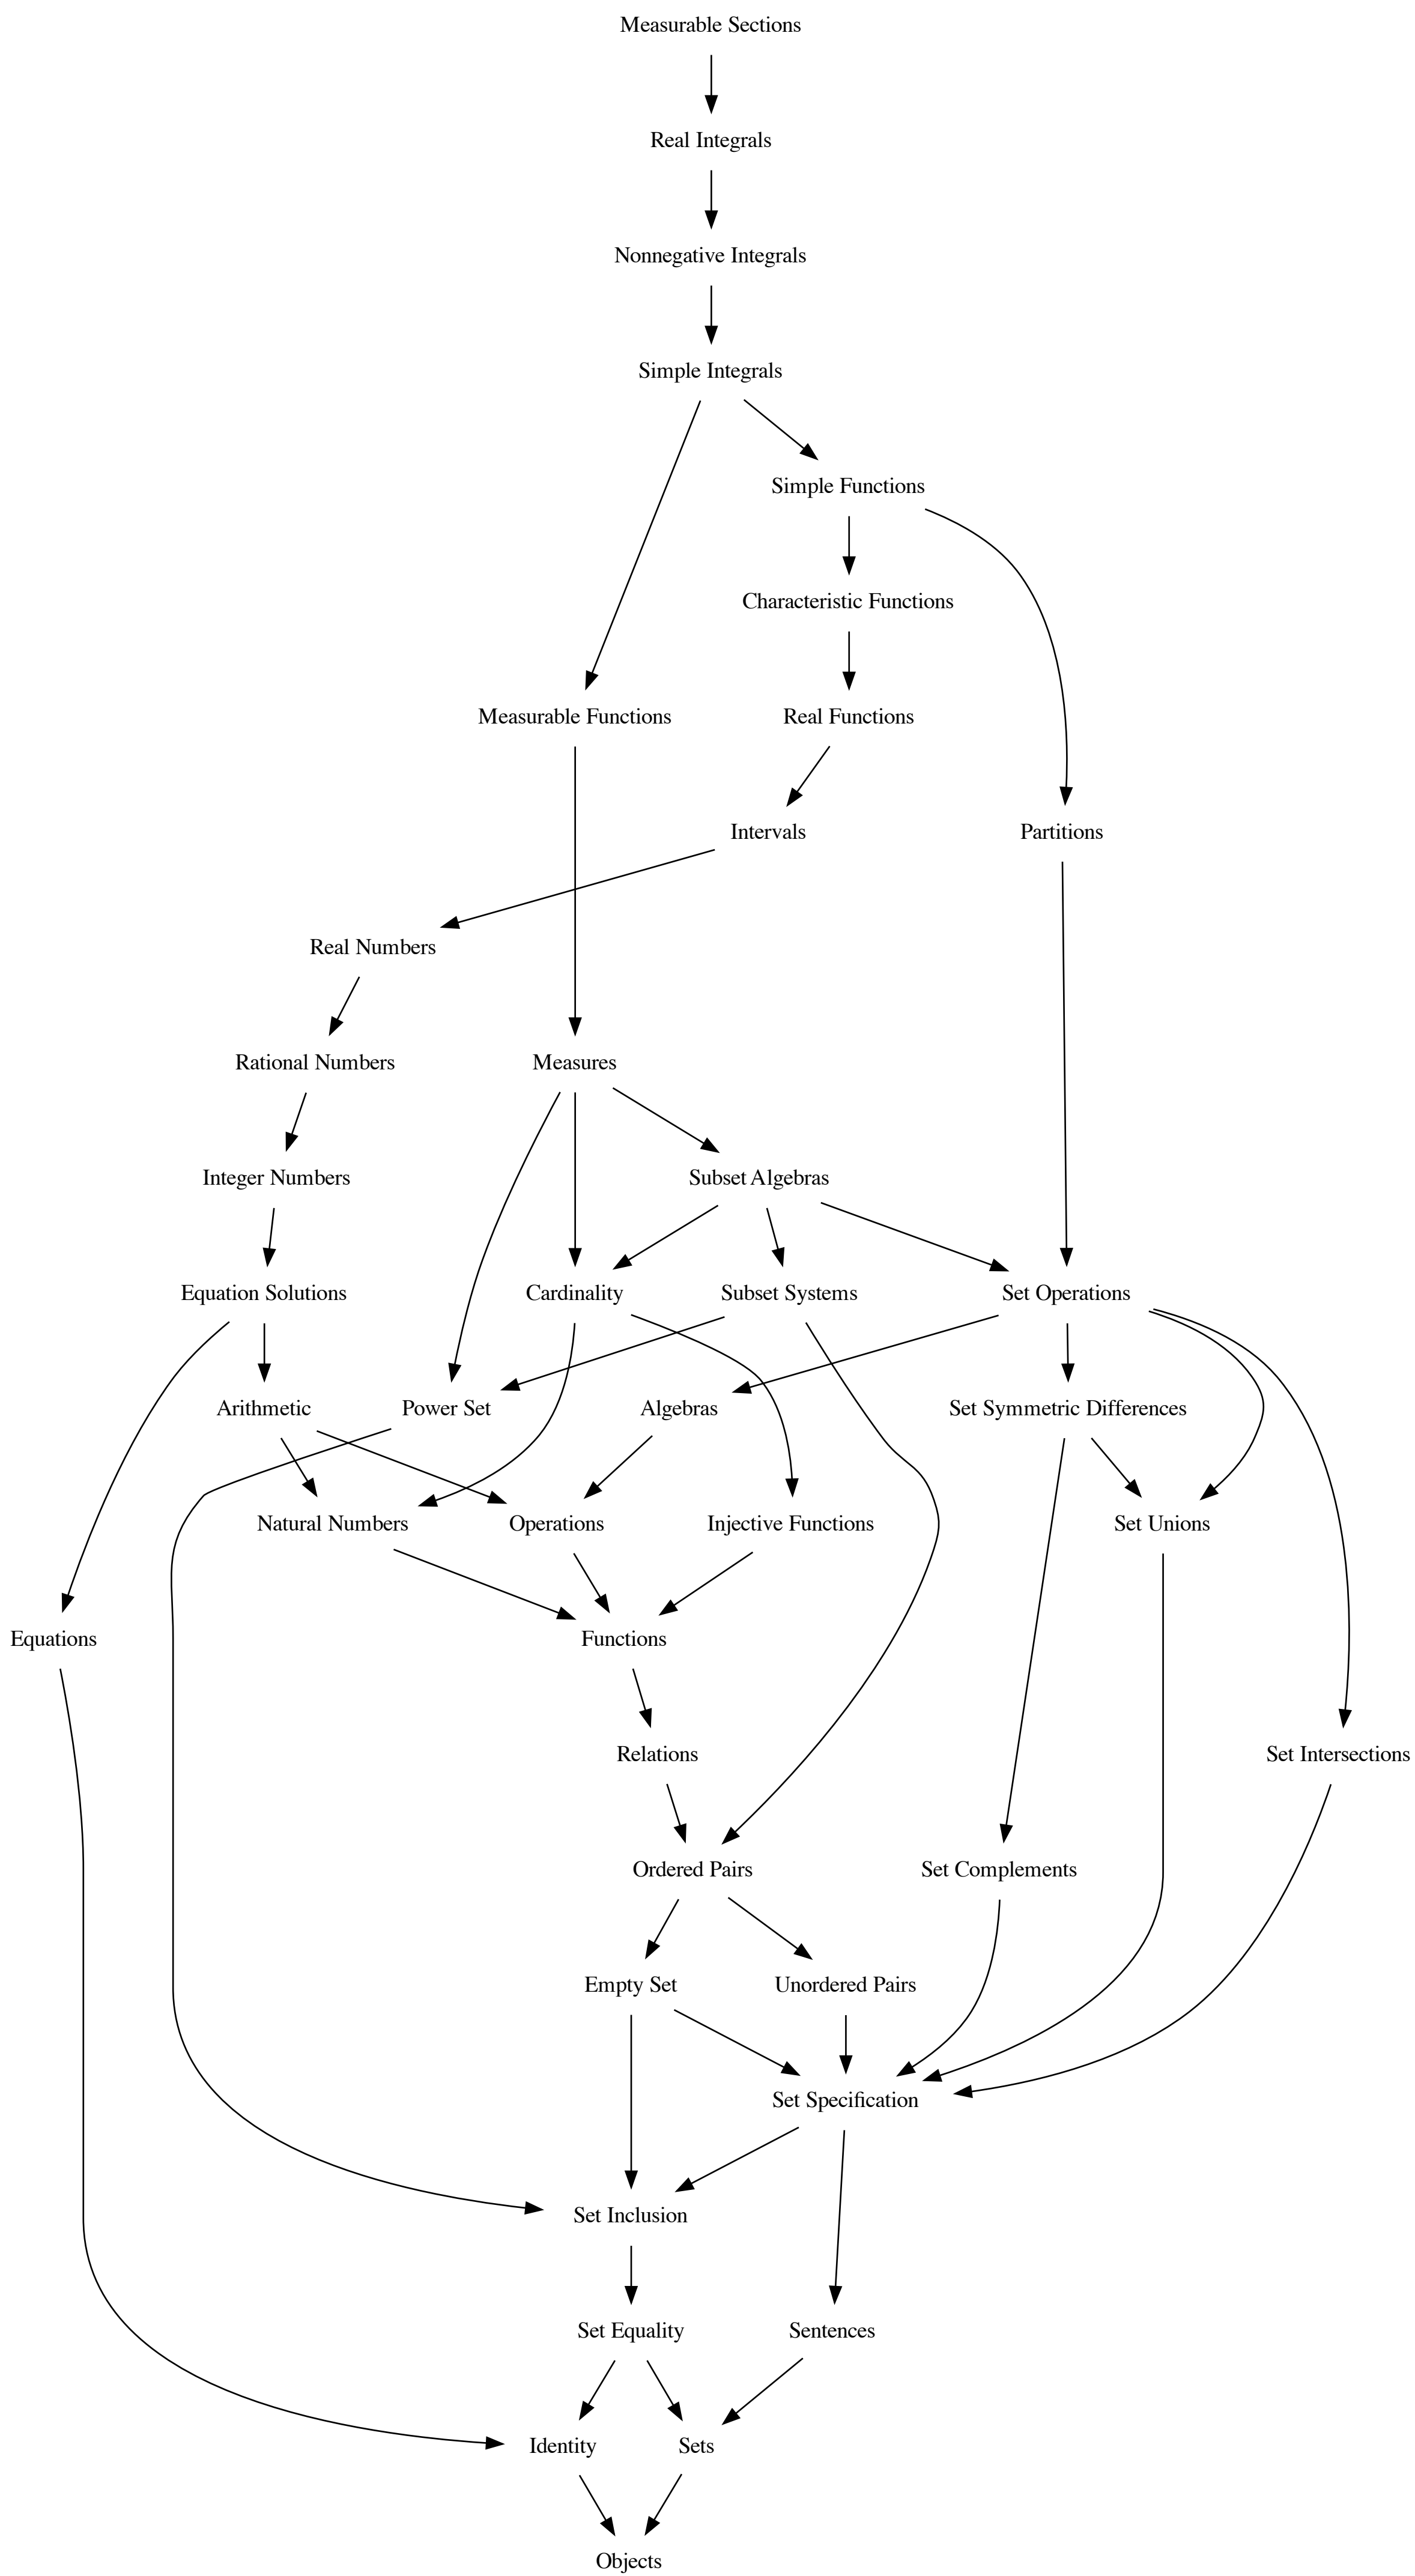 Measurable Sections
Real Integrals
Nonnegative Integrals
Simple Integrals
Simple Functions
Characteristic Functions
Measurable Functions
Real Functions
Intervals
Partitions
Real Numbers
Rational Numbers
Measures
Integer Numbers
Subset Algebras
Equation Solutions
Cardinality
Subset Systems
Set Operations
Arithmetic
Power Set
Algebras
Set Symmetric Differences
Natural Numbers
Operations
Injective Functions
Set Unions
Equations
Functions
Relations
Set Intersections
Ordered Pairs
Set Complements
Empty Set
Unordered Pairs
Set Specification
Set Inclusion
Set Equality
Sentences
Identity
Sets
Objects